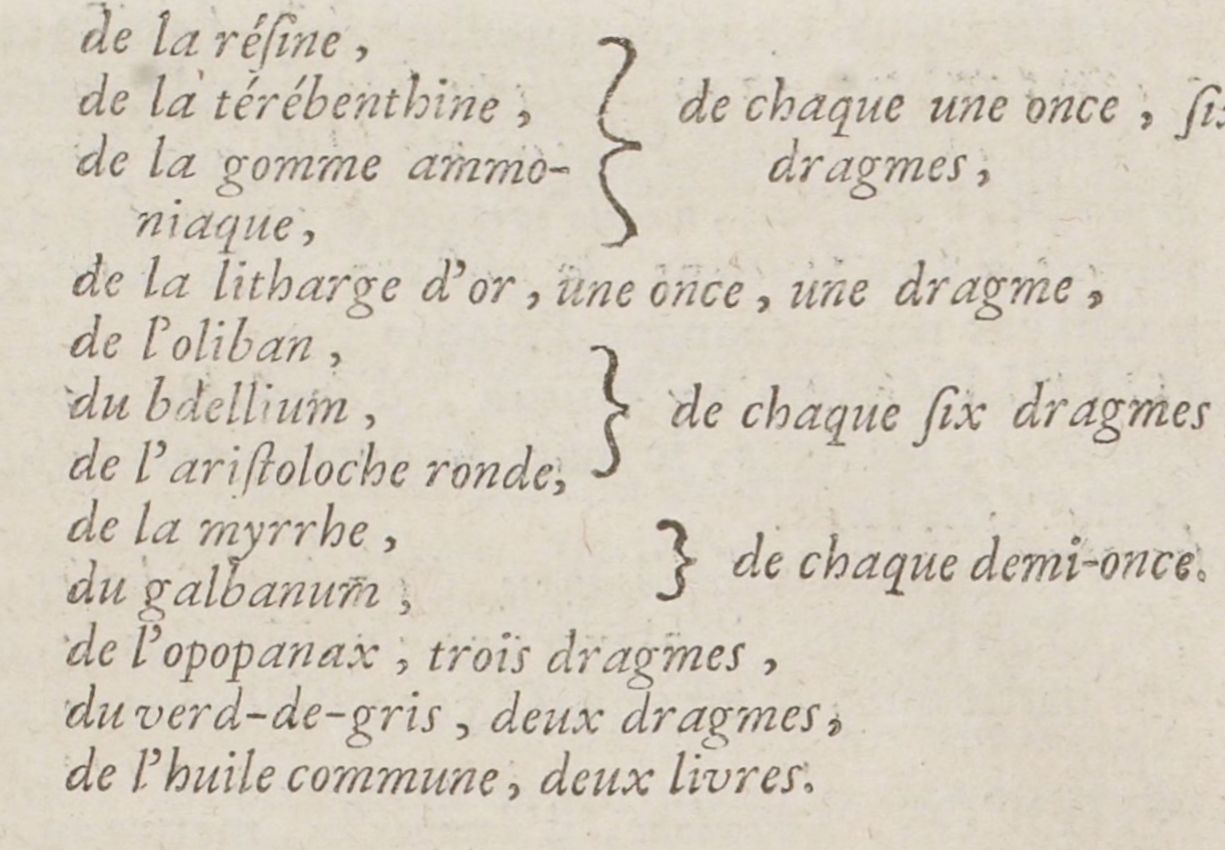 de la réſine,
de la térébenthine,
de la gomme ammo-
niaque,
de chaque une once,
dragmes,
de la litharge d'or, une once, une dragme,
de l'oliban,
du bdellium,
de l'ariſtoloche ronde,
de chaque ſix dragmes
de la myrrhe,
du galbanum,
de chaque demi-once.
de l'opopanax, trois dragmes,
du verd-de-gris, deux dragmes,
de l'huile commune, deux livres.